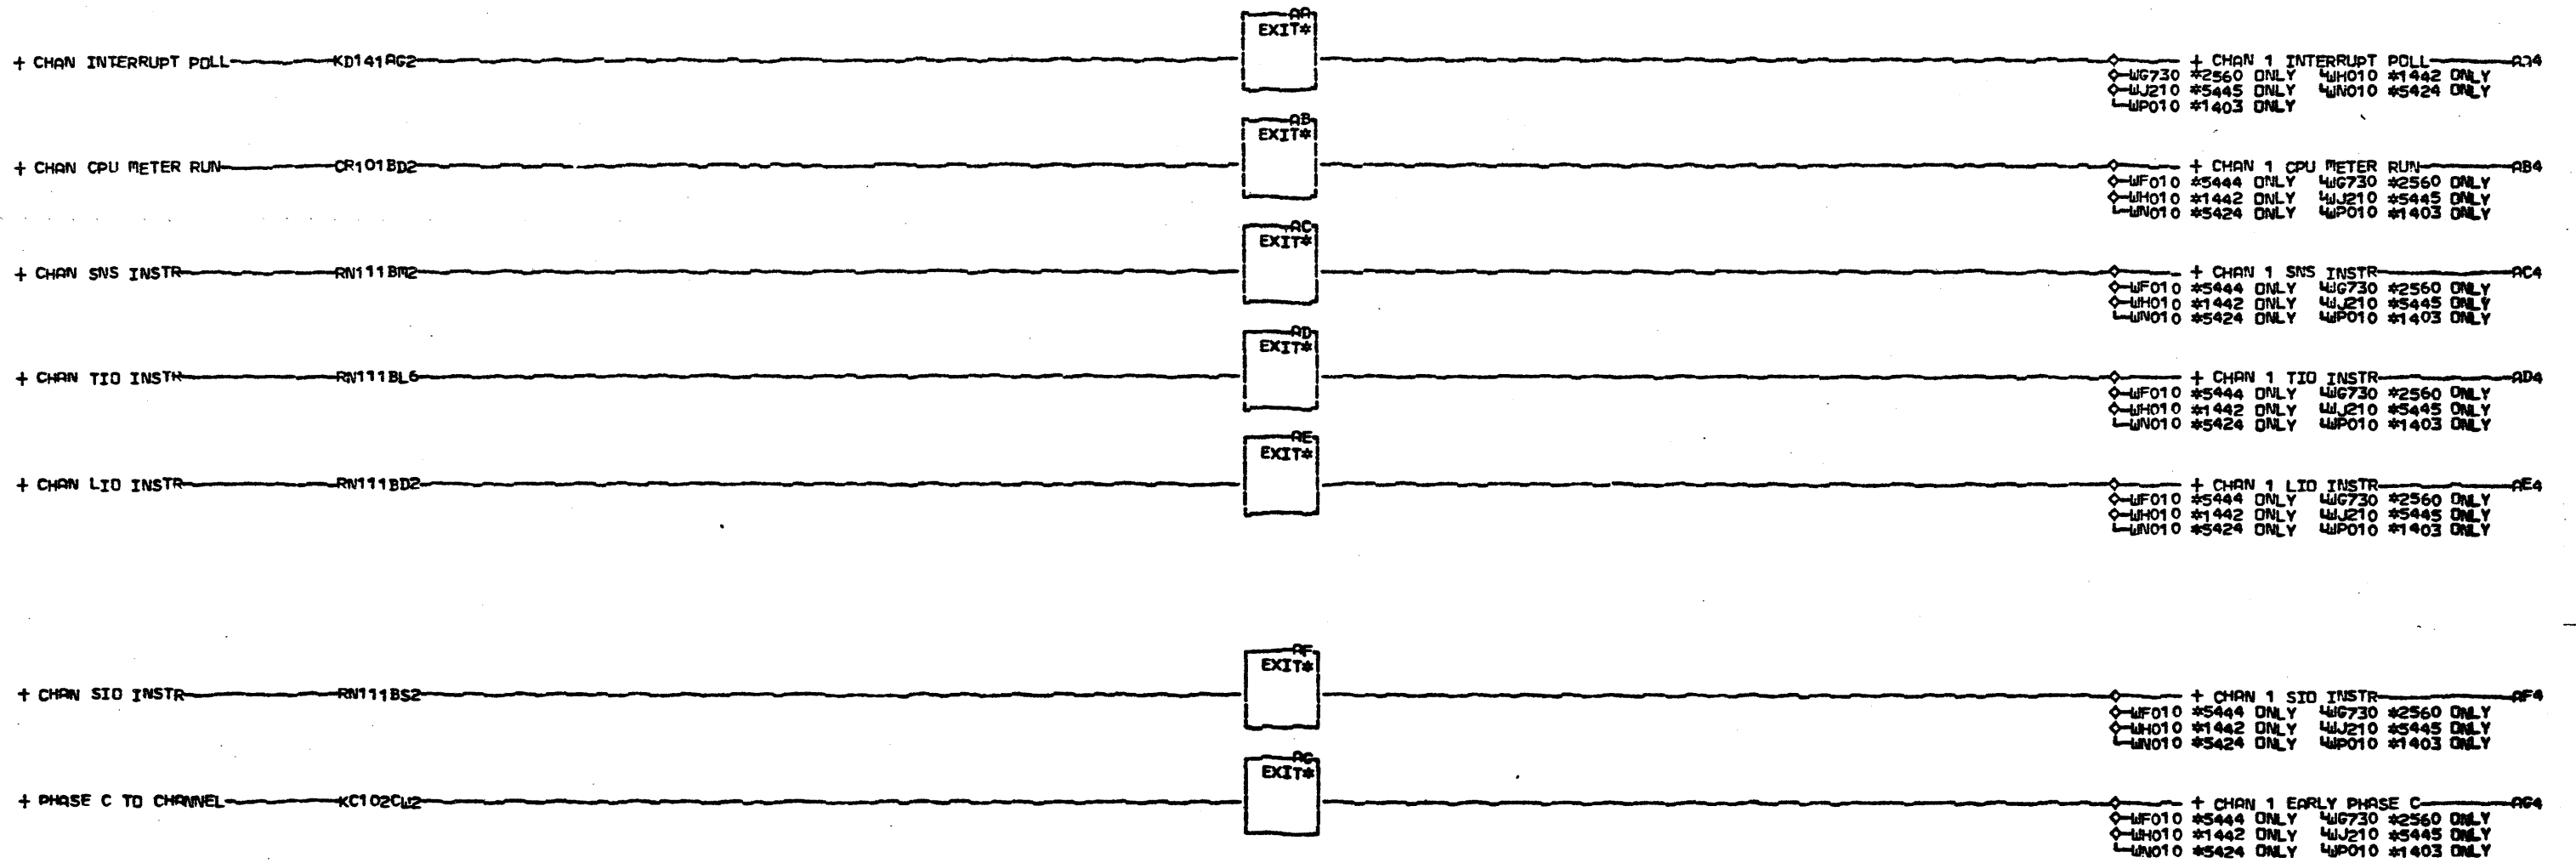 AA
EXIT*
+ CHAN INTERRUPT POLL KD141AG2 + CHAN 1 INTERRUPT POLL
WG730 *2560 ONLY WH010 *1442 ONLY
WJ210 *5445 ONLY WN010 *5424 ONLY
WP010 *1403 ONLY
AB
EXIT*
+ CHAN CPU METER RUN CR101BD2 + CHAN 1 CPU METER RUN AB4
WF010 *5444 ONLY WG730 *2560 ONLY
WH010 *1442 ONLY WJ210 *5445 ONLY
WN010 *5424 ONLY WP010 *1403 ONLY
AC
EXIT*
+ CHAN SNS INSTR RN111BM2 + CHAN 1 SNS INSTR AC4
WF010 *5444 ONLY WG730 *2560 ONLY
WH010 *1442 ONLY WJ210 *5445 ONLY
WN010 *5424 ONLY WP010 *1403 ONLY
AD
EXIT*
+ CHAN TIO INSTR RN111BL6 + CHAN 1 TIO INSTR AD4
WF010 *5444 ONLY WG730 *2560 ONLY
WH010 *1442 ONLY WJ210 *5445 ONLY
WN010 *5424 ONLY WP010 *1403 ONLY
AE
EXIT*
+ CHAN LIO INSTR RN111BD2 + CHAN 1 LIO INSTR AE4
WF010 *5444 ONLY WG730 *2560 ONLY
WH010 *1442 ONLY WJ210 *5445 ONLY
WN010 *5424 ONLY WP010 *1403 ONLY
AF
EXIT*
+ CHAN SIO INSTR RN111BS2 + CHAN 1 SIO INSTR AF4
WF010 *5444 ONLY WG730 *2560 ONLY
WH010 *1442 ONLY WJ210 *5445 ONLY
WN010 *5424 ONLY WP010 *1403 ONLY
AG
EXIT*
+ PHASE C TO CHANNEL KC102CW2 + CHAN 1 EARLY PHASE C AG4
WF010 *5444 ONLY WG730 *2560 ONLY
WH010 *1442 ONLY WJ210 *5445 ONLY
WN010 *5424 ONLY WP010 *1403 ONLY